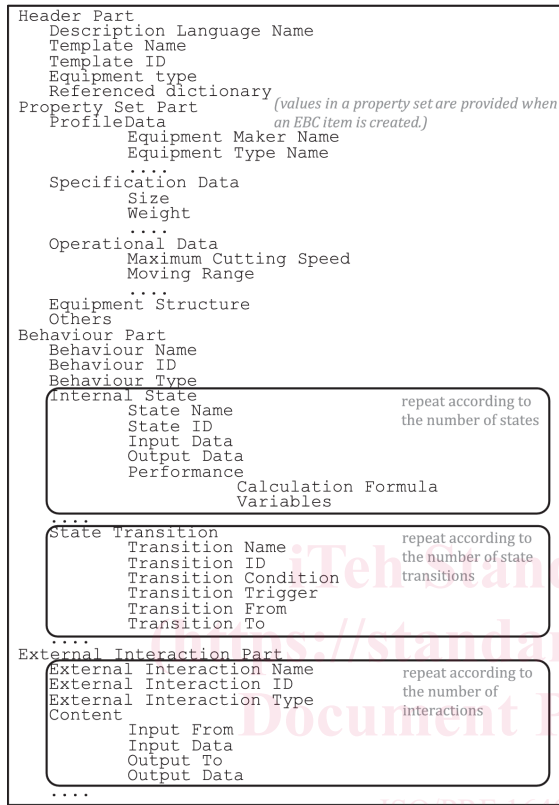 Header Part
Description Language Name
Template Name
Template ID
Equipment type
Referenced dictionary
Property Set Part
(values in a property set are provided when
an EBC item is created.)
ProfileData
Equipment Maker Name
Equipment Type Name
....
Specification Data
Size
Weight
....
Operational Data
Maximum Cutting Speed
Moving Range
....
Equipment Structure
Others
Behaviour Part
Behaviour Name
Behaviour ID
Behaviour Type
Internal State
repeat according to
the number of states
State Name
State ID
Input Data
Output Data
Performance
Calculation Formula
Variables
....
State Transition
repeat according to
the number of state
transitions
Transition Name
Transition ID
Transition Condition
Transition Trigger
Transition From
Transition To
....
External Interaction Part
External Interaction Name
External Interaction ID
External Interaction Type
repeat according to
the number of
interactions
Content
Input From
Input Data
Output To
Output Data
....
iTeh Stand
(https://standa
Document P